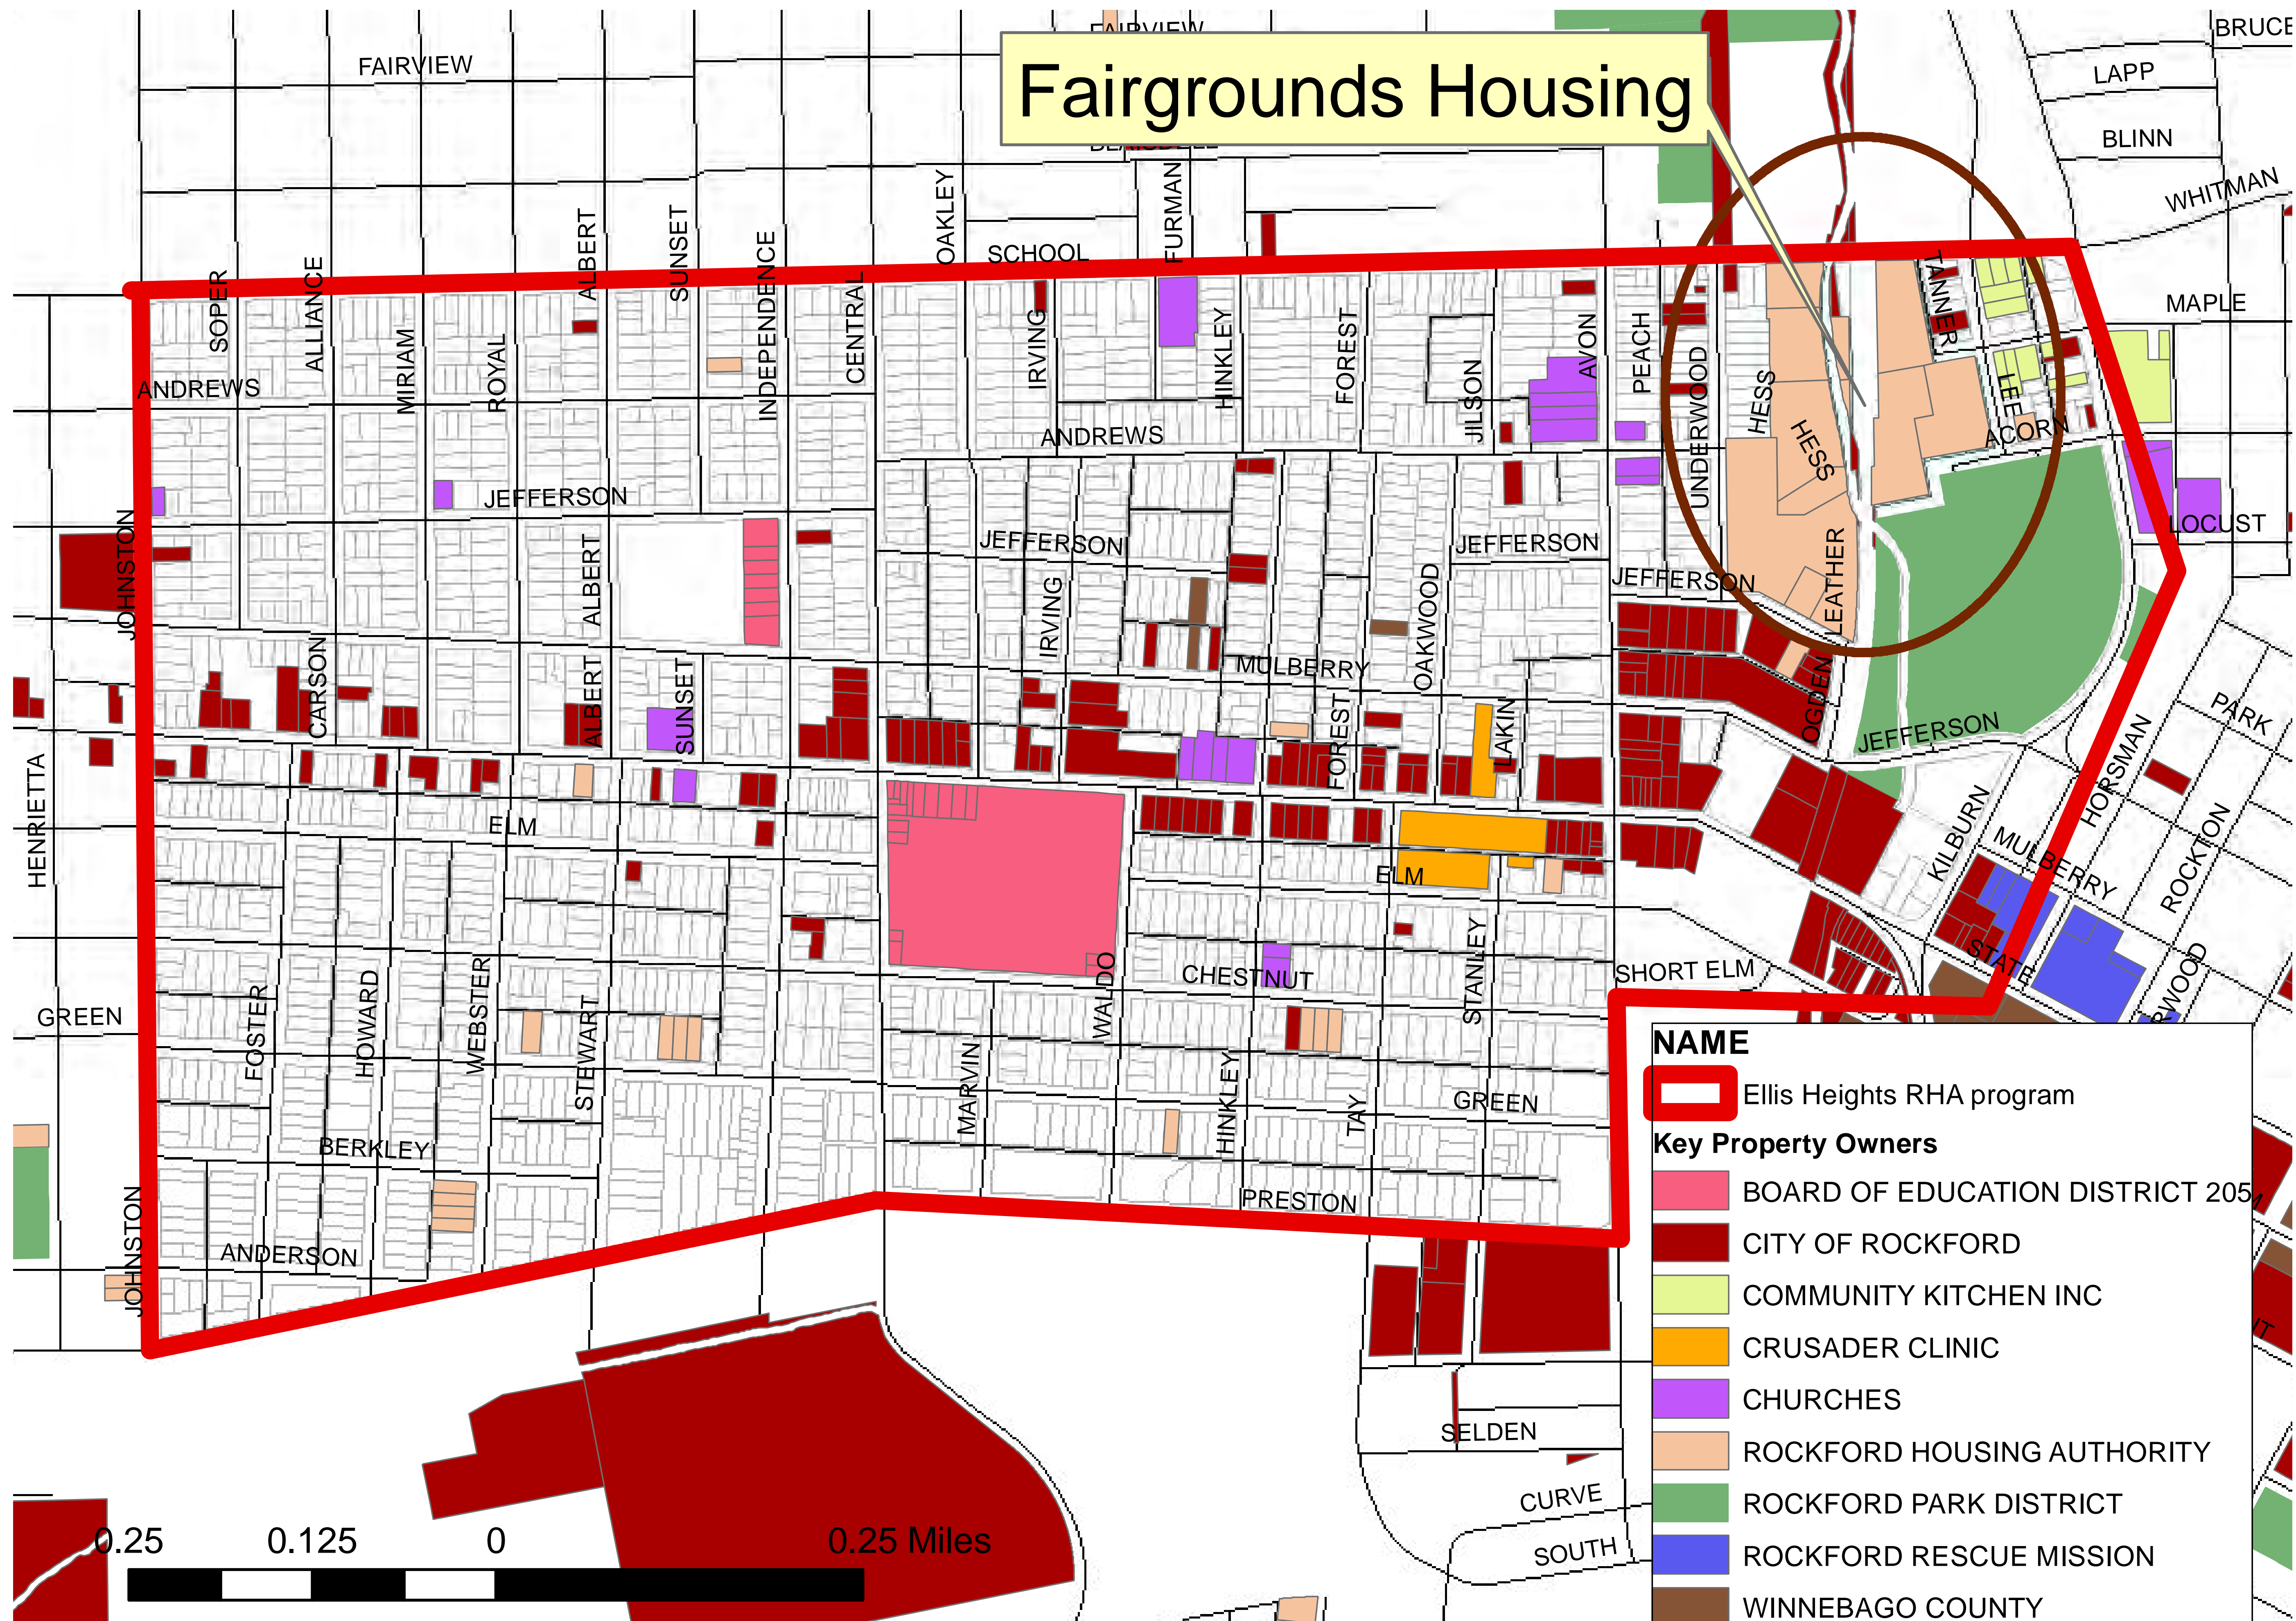 FAIRVIEW
FAIRVIEW
BRUCE
LAPP
Fairgrounds Housing
BLINN
WHITMAN
OAKLEY
FURMAN
ALBERT
SUNSET
INDEPENDENCE
SCHOOL
SOPER
ALLIANCE
MIRIAM
ROYAL
CENTRAL
IRVING
HINKLEY
FOREST
JILSON
AVON
PEACH
UNDERWOOD
HESS
HESS
TANNER
LEE
MAPLE
ANDREWS
ANDREWS
ACORN
JEFFERSON
JEFFERSON
JEFFERSON
JEFFERSON
LOCUST
JOHNSTON
ALBERT
IRVING
OAKWOOD
LEATHER
MULBERRY
CARSON
ALBERT
SUNSET
FOREST
LAKIN
OGDEN
JEFFERSON
HORSMAN
PARK
HENRIETTA
ELM
ELM
KILBURN
MULBERRY
ROCKTON
STATE
RWOOD
CHESTNUT
SHORT ELM
WALDO
STANLEY
GREEN
FOSTER
HOWARD
WEBSTER
STEWART
MARVIN
HINKLEY
TAY
GREEN
BERKLEY
PRESTON
JOHNSTON
ANDERSON
SELDEN
CURVE
SOUTH
0.25 0.125 0 0.25 Miles
NAME
Ellis Heights RHA program
Key Property Owners
BOARD OF EDUCATION DISTRICT 205
CITY OF ROCKFORD
COMMUNITY KITCHEN INC
CRUSADER CLINIC
CHURCHES
ROCKFORD HOUSING AUTHORITY
ROCKFORD PARK DISTRICT
ROCKFORD RESCUE MISSION
WINNEBAGO COUNTY